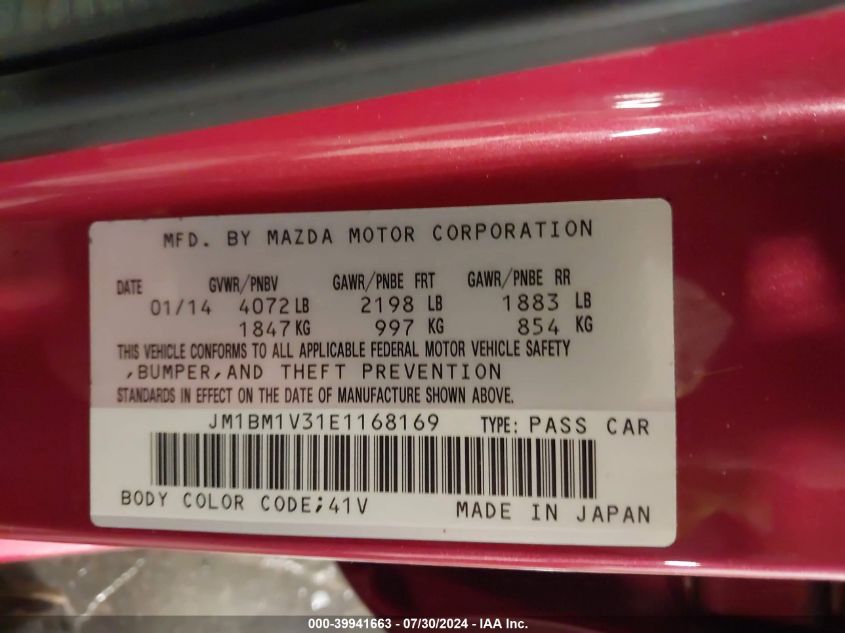 MFD. BY MAZDA MOTOR CORPORATION
DATE GVWR/PNBV GAWR/PNBE FRT GAWR/PNBE RR
01/14 4072 LB 2198 LB 1883 LB
1847 KG 997 KG 854 KG
THIS VEHICLE CONFORMS TO ALL APPLICABLE FEDERAL MOTOR VEHICLE SAFETY
,BUMPER,AND THEFT PREVENTION
STANDARDS IN EFFECT ON THE DATE OF MANUFACTURE SHOWN ABOVE.
JM1BM1V31E1168169 TYPE: PASS CAR
BODY COLOR CODE;41V MADE IN JAPAN
000-39941663 - 07/30/2024 - IAA Inc.